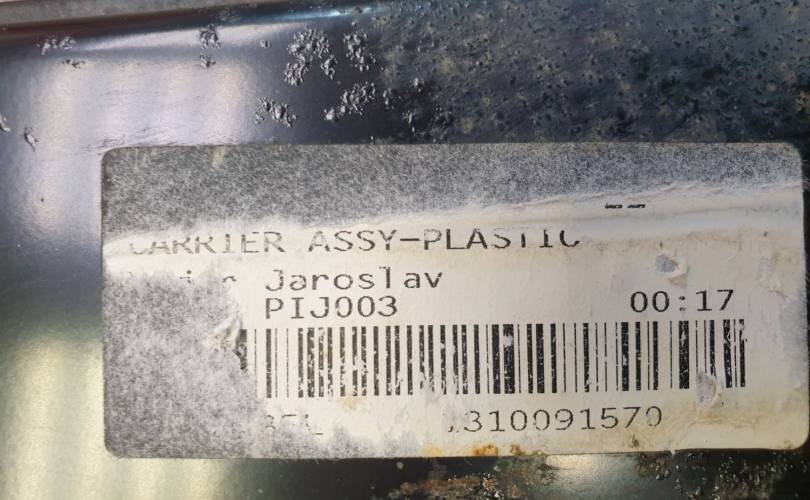 CARRIER ASSY-PLASTIC
Jaroslav
PIJ003 00:17
310091570